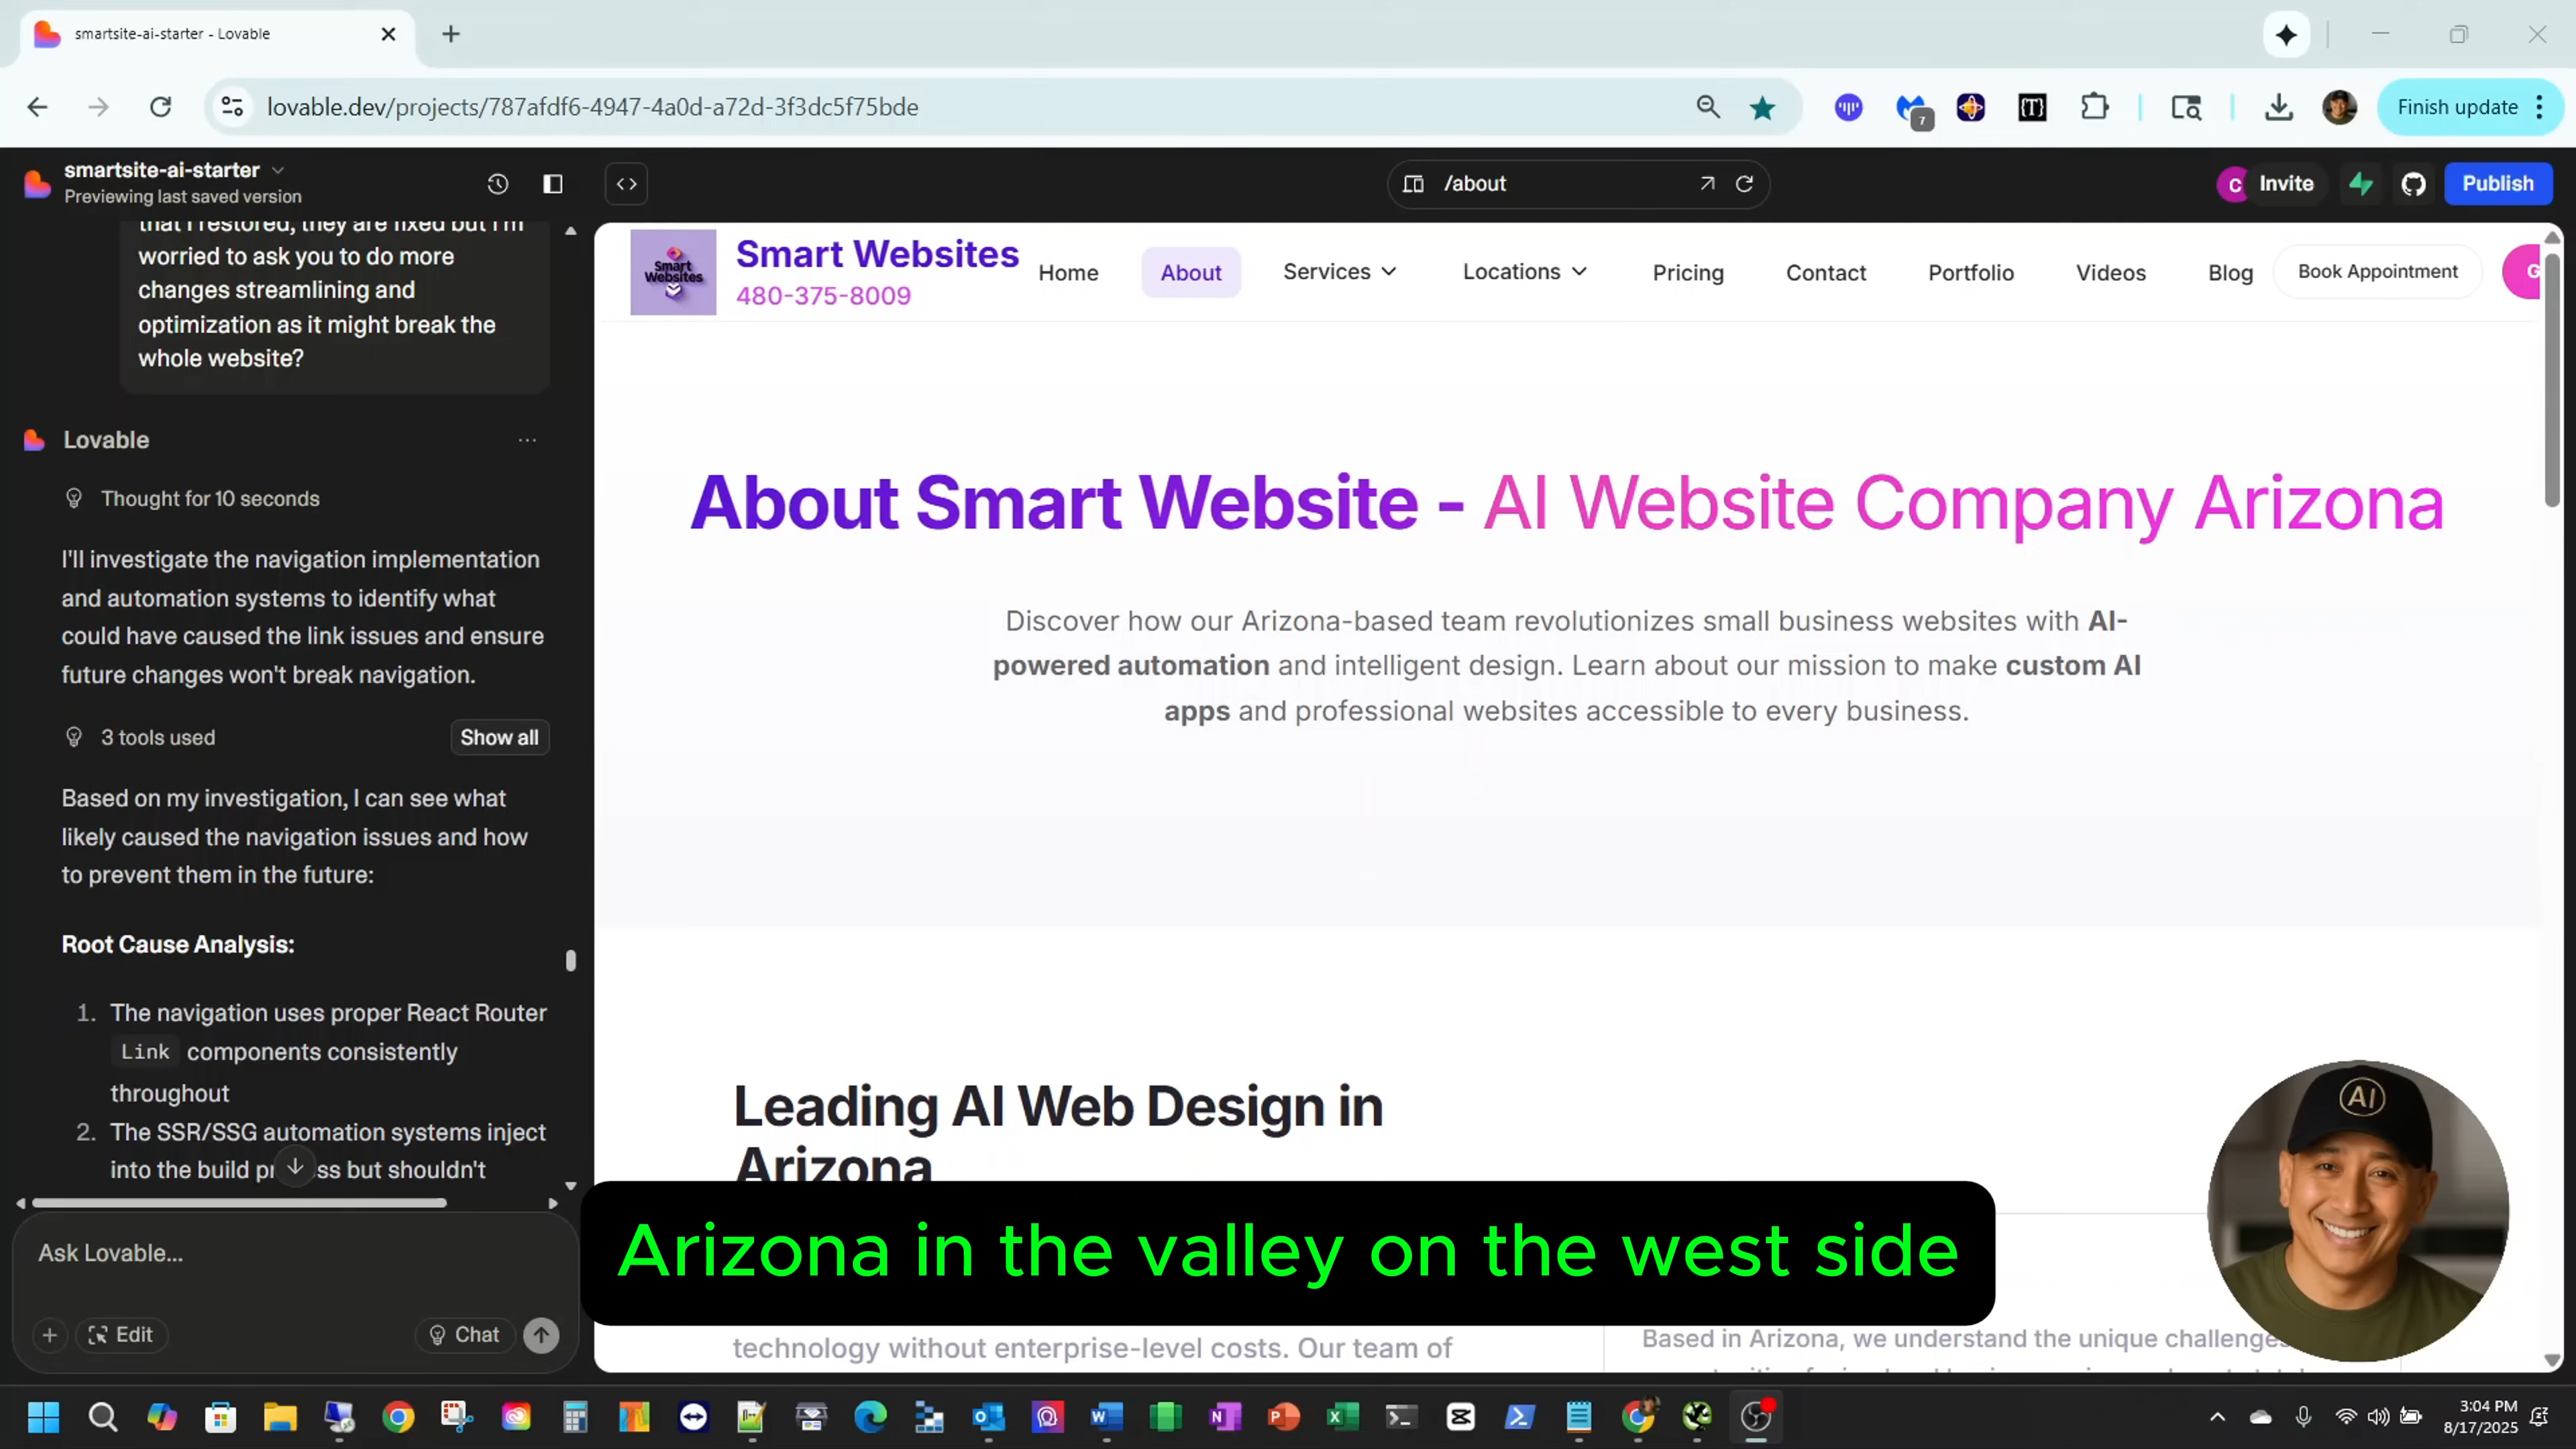 smartsite-ai-starter - Lovable
lovable.dev/projects/787afdf6-4947-4a0d-a72d-3f3dc5f75bde
7
{T}
Finish update
smartsite-ai-starter
Previewing last saved version
/about
C
Invite
Publish
that I restored, they are fixed but I'm
worried to ask you to do more
changes streamlining and
optimization as it might break the
whole website?
Lovable
Thought for 10 seconds
I'll investigate the navigation implementation
and automation systems to identify what
could have caused the link issues and ensure
future changes won't break navigation.
3 tools used
Show all
Based on my investigation, I can see what
likely caused the navigation issues and how
to prevent them in the future:
Root Cause Analysis:
1. The navigation uses proper React Router
Link components consistently
throughout
2. The SSR/SSG automation systems inject
into the build pr ss but shouldn't
Ask Lovable...
Edit
Chat
Smart Websites
Smart Websites
480-375-8009
Home
About
Services
Locations
Pricing
Contact
Portfolio
Videos
Blog
Book Appointment
G
About Smart Website - AI Website Company Arizona
Discover how our Arizona-based team revolutionizes small business websites with AI-
powered automation and intelligent design. Learn about our mission to make custom AI
apps and professional websites accessible to every business.
Leading AI Web Design in
Arizona
Arizona in the valley on the west side
technology without enterprise-level costs. Our team of
Based in Arizona, we understand the unique challenges
AI
3:04 PM
8/17/2025